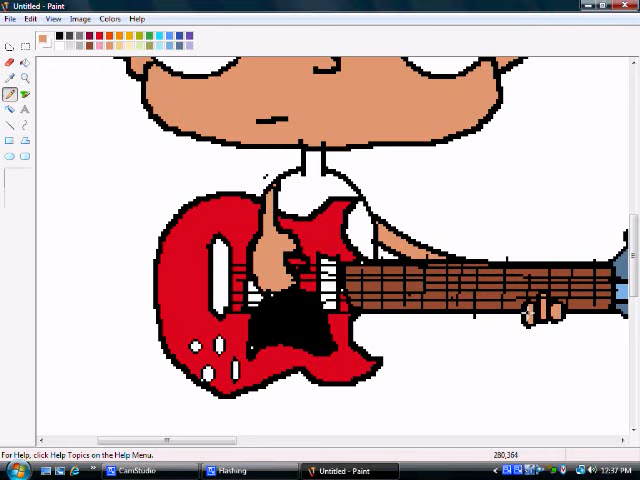 Untitled - Paint
File Edit View Image Colors Help
A
For Help, click Help Topics on the Help Menu.
280,364
CamStudio
Flashing
Untitled - Paint
12:37 PM